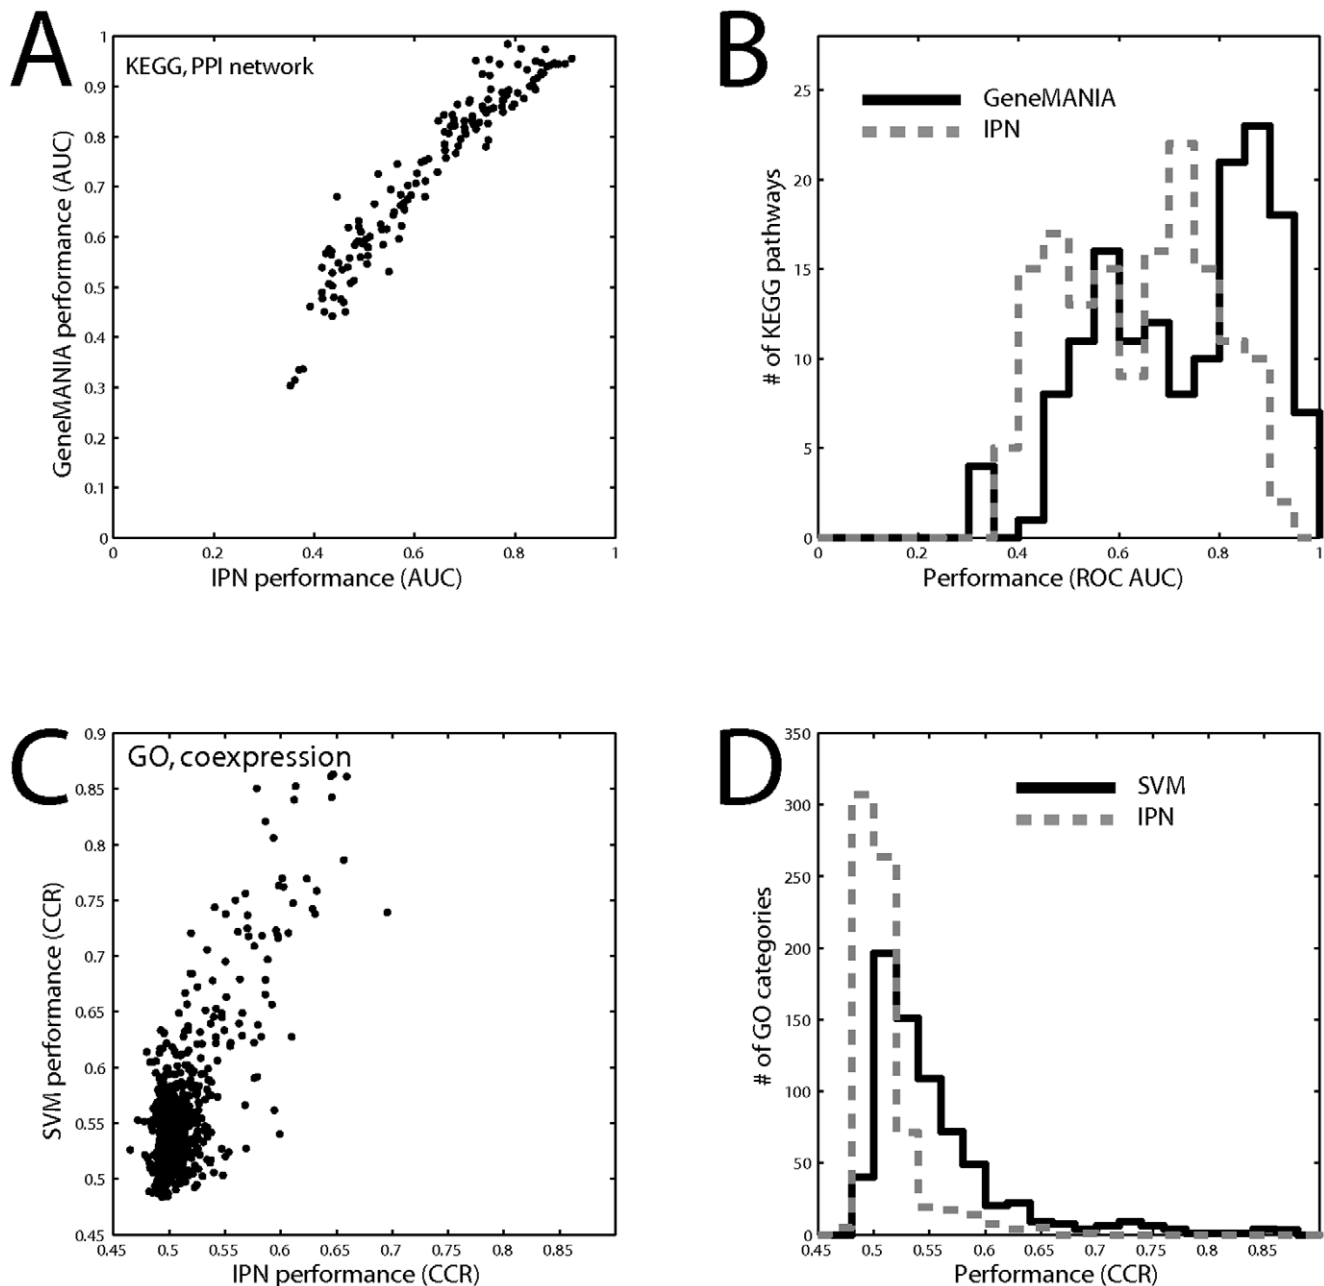 A
KEGG, PPI network
1
0.9
0.8
0.7
0.6
0.5
0.4
0.3
0.2
0.1
0
GeneMANIA performance (AUC)
0 0.2 0.4 0.6 0.8 1
IPN performance (AUC)
B
GeneMANIA
IPN
25
20
15
10
5
0
# of KEGG pathways
0 0.2 0.4 0.6 0.8 1
Performance (ROC AUC)
C
GO, coexpression
0.9
0.85
0.8
0.75
0.7
0.65
0.6
0.55
0.5
0.45
SVM performance (CCR)
0.45 0.5 0.55 0.6 0.65 0.7 0.75 0.8 0.85
IPN performance (CCR)
D
SVM
IPN
350
300
250
200
150
100
50
0
# of GO categories
0.45 0.5 0.55 0.6 0.65 0.7 0.75 0.8 0.85
Performance (CCR)